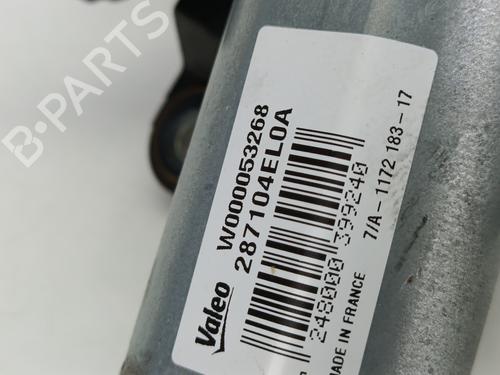 B-PARTS
Valeo
W000053268
287104EL0A
248000 399240
7/A-1172 183-17
MADE IN FRANCE